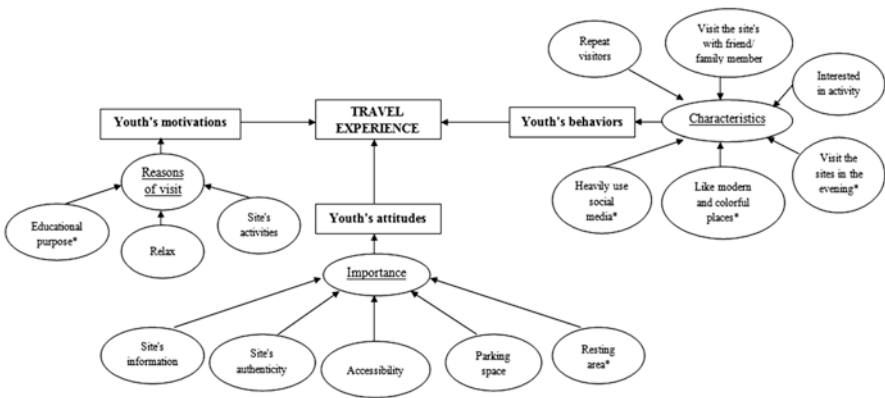 Visit the site's
with friend/
family member
Repeat
visitors
Interested
in activity
Youth's motivations
TRAVEL
EXPERIENCE
Youth's behaviors
Characteristics
Reasons
of visit
Visit the
sites in the
evening*
Heavily use
social
media*
Like modern
and colorful
places*
Educational
purpose*
Relax
Site's
activities
Youth's attitudes
Importance
Site's
information
Site's
authenticity
Accessibility
Parking
space
Resting
area*